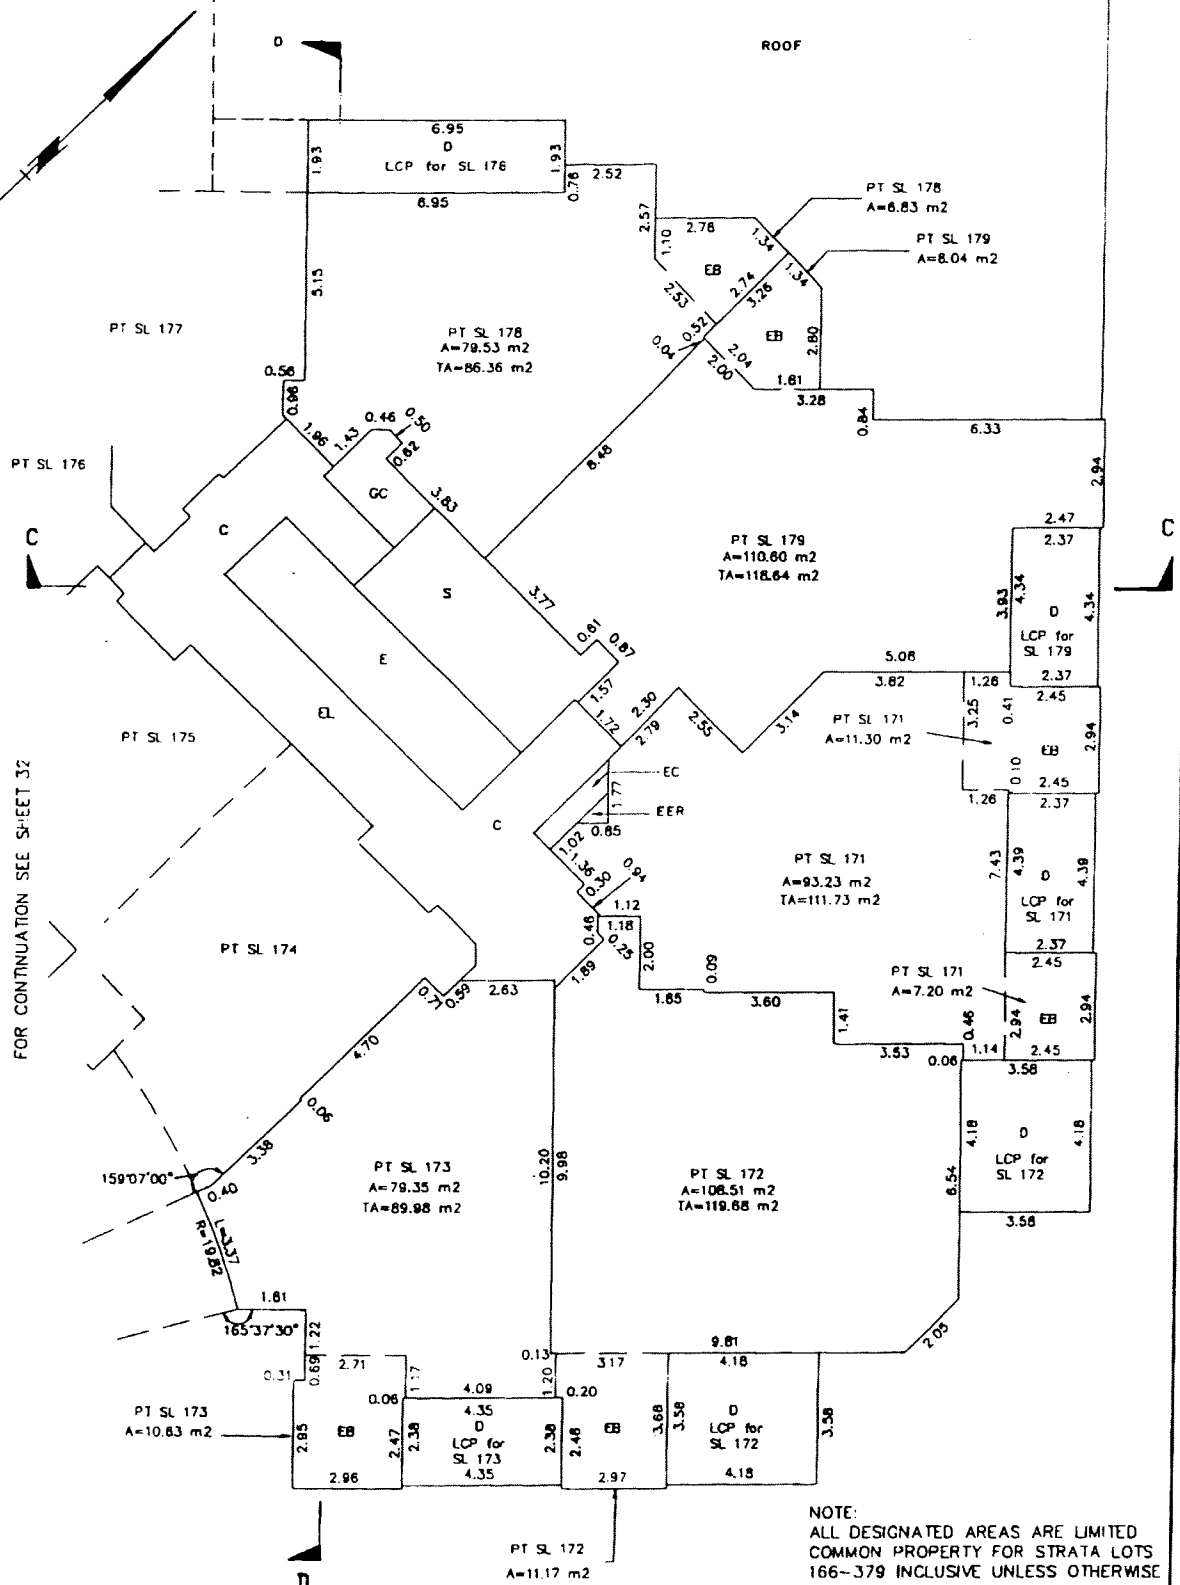 D
ROOF
6.95
D
LCP for SL 178
1.93
1.93
6.95
0.76
2.52
PT SL 178
A=6.83 m2
2.57
1.10
2.78
1.34
PT SL 179
A=8.04 m2
1.34
EB
2.74
3.26
2.53
5.15
PT SL 177
PT SL 178
A=79.53 m2
TA=86.36 m2
0.52
0.04
EB
2.80
2.04
2.00
0.56
0.96
1.61
3.28
0.84
6.33
1.96
1.43
0.46
0.50
0.62
8.48
PT SL 176
GC
3.83
2.94
C
C
2.47
2.37
C
PT SL 179
A=110.60 m2
TA=118.64 m2
S
3.77
3.93
4.34
4.34
D
LCP for
SL 179
2.37
E
0.61
0.87
5.08
3.82
1.26
2.45
EL
1.57
2.30
1.72
2.79
2.55
3.14
3.25
0.41
PT SL 171
A=11.30 m2
EB
2.94
PT SL 175
0.10
2.45
EC
1.77
EER
0.85
1.26
2.37
C
1.02
1.36
0.30
0.94
PT SL 171
A=93.23 m2
TA=111.73 m2
7.43
4.39
4.39
D
LCP for
SL 171
2.37
FOR CONTINUATION SEE SHEET 32
1.12
1.18
0.46
0.25
2.00
0.09
PT SL 174
2.45
PT SL 171
A=7.20 m2
1.89
0.71
0.59
2.63
1.65
3.60
1.41
0.46
2.94
EB
2.94
3.53
0.06
1.14
2.45
3.58
4.70
0.06
3.38
4.18
D
LCP for
SL 172
4.18
159°07'00"
0.40
PT SL 173
A=79.35 m2
TA=89.98 m2
10.20
9.98
PT SL 172
A=108.51 m2
TA=119.68 m2
6.54
3.58
L=3.37
R=19.82
1.61
165°37'30"
1.22
2.05
9.81
0.13
3.17
4.18
0.31
0.69
2.71
1.17
1.20
0.06
4.09
0.20
4.35
PT SL 173
A=10.63 m2
2.85
EB
2.47
2.38
D
LCP for
SL 173
2.38
2.46
EB
3.68
3.58
D
LCP for
SL 172
3.58
2.96
4.35
2.97
4.18
D
PT SL 172
A=11.17 m2
NOTE:
ALL DESIGNATED AREAS ARE LIMITED
COMMON PROPERTY FOR STRATA LOTS
166-379 INCLUSIVE UNLESS OTHERWISE